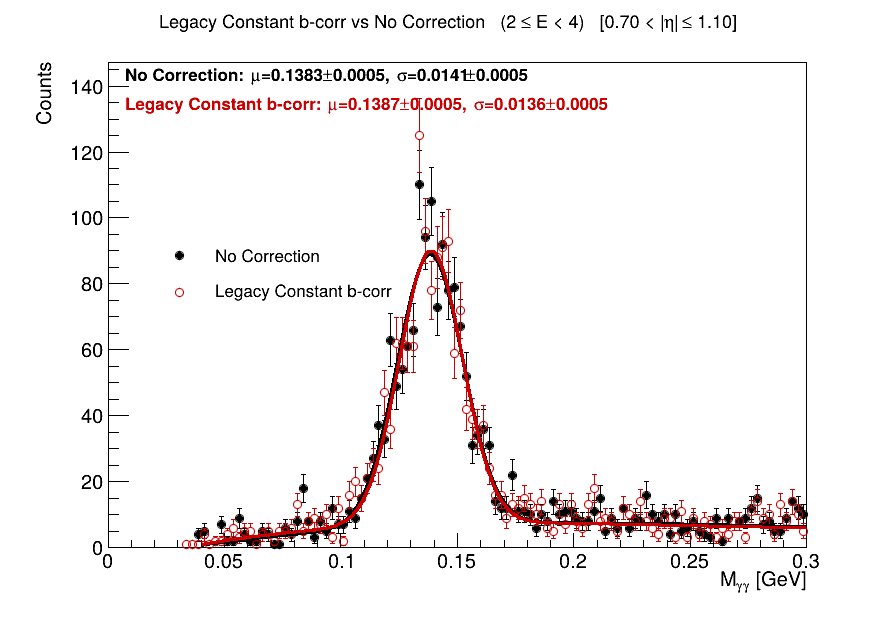 Legacy Constant b-corr vs No Correction (2 ≤ E < 4) [0.70 < |η| ≤ 1.10]
Counts
No Correction: μ=0.1383±0.0005, σ=0.0141±0.0005
Legacy Constant b-corr: μ=0.1387±0.0005, σ=0.0136±0.0005
140
120
100
80
60
40
20
0
No Correction
Legacy Constant b-corr
0 0.05 0.1 0.15 0.2 0.25 0.3
Mγγ [GeV]